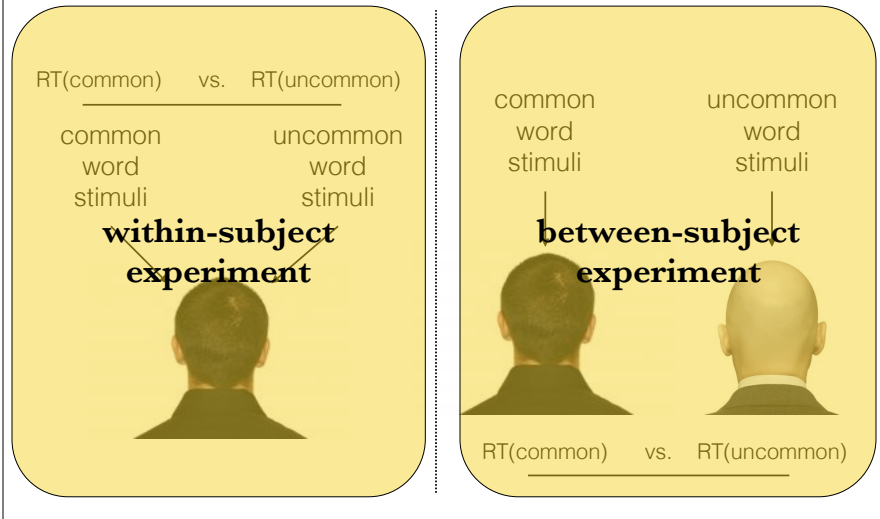 RT(common) vs. RT(uncommon)
common
word
stimuli
uncommon
word
stimuli
within-subject
experiment
common
word
stimuli
uncommon
word
stimuli
between-subject
experiment
RT(common) vs. RT(uncommon)